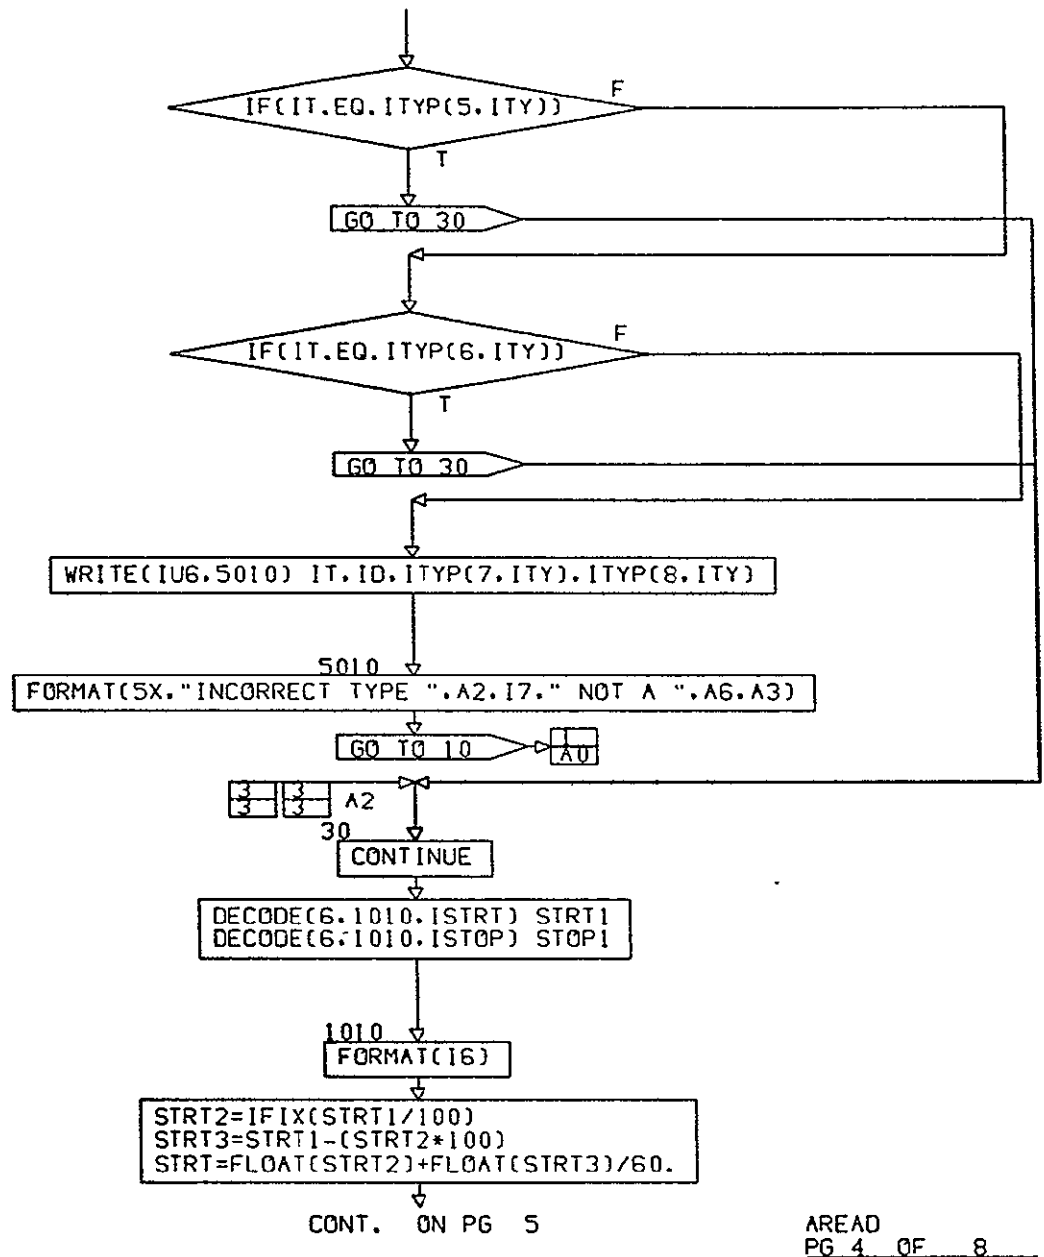 F
IF(IT.EQ.ITYP(5.ITY))
T
GO TO 30
F
IF(IT.EQ.ITYP(6.ITY))
T
GO TO 30
WRITE(IU6.5010) IT.ID.ITYP(7.ITY).ITYP(8.ITY)
5010
FORMAT(5X."INCORRECT TYPE ".A2.I7." NOT A ".A6.A3)
GO TO 10
1
A0
3 3 A2
3 3
30
CONTINUE
DECODE(6.1010.ISTRT) STRT1
DECODE(6.1010.ISTOP) STOP1
1010
FORMAT(I6)
STRT2=IFIX(STRT1/100)
STRT3=STRT1-(STRT2*100)
STRT=FLOAT(STRT2)+FLOAT(STRT3)/60.
CONT. ON PG 5
AREAD
PG 4 OF 8